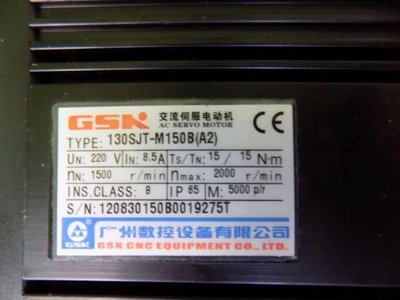 GSK 交流伺服电动机 CE
AC SERVO MOTOR
TYPE: 130SJT-M150B(A2)
UN: 220 V IN: 8.5A TS/TN: 15 / 15 N·m
nN: 1500 r/min nmax: 2000 r/min
INS.CLASS: B IP 65 M: 5000 p/r
S/N: 120830150B0019275T
GSK 广州数控设备有限公司
GSK CNC EQUIPMENT CO., LTD.